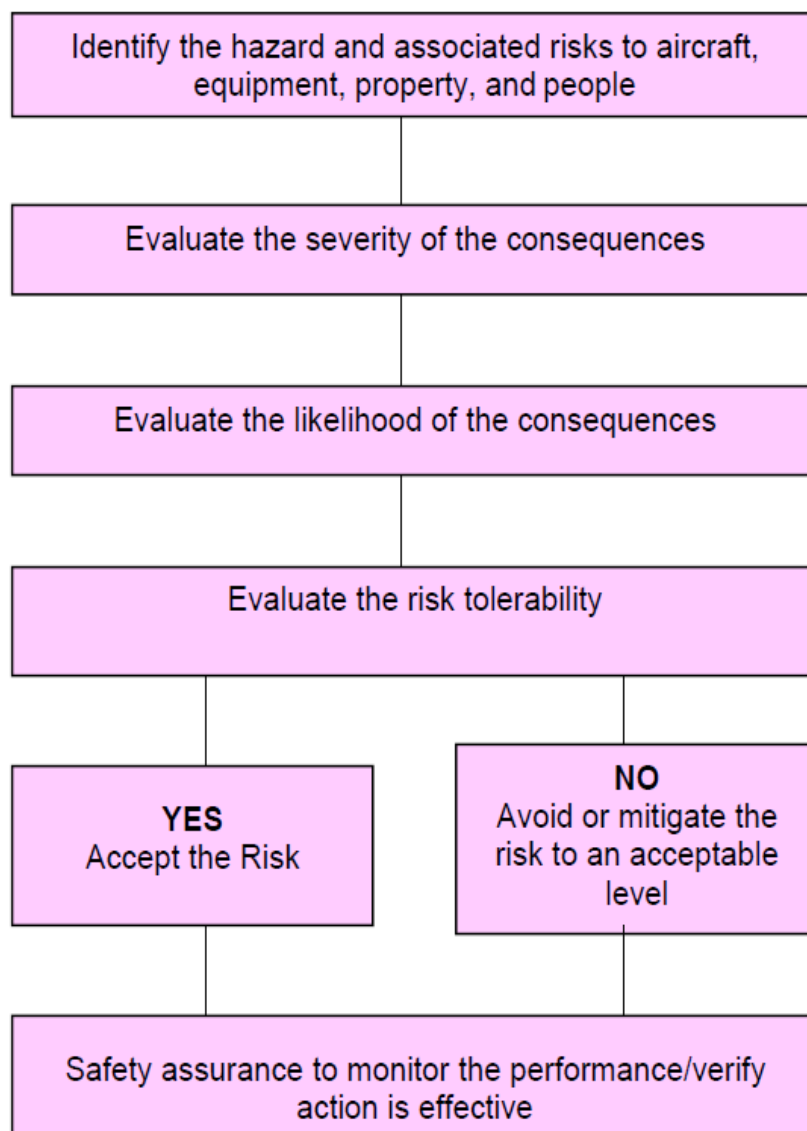 Identify the hazard and associated risks to aircraft,
equipment, property, and people
Evaluate the severity of the consequences
Evaluate the likelihood of the consequences
Evaluate the risk tolerability
YES
Accept the Risk
NO
Avoid or mitigate the
risk to an acceptable
level
Safety assurance to monitor the performance/verify
action is effective